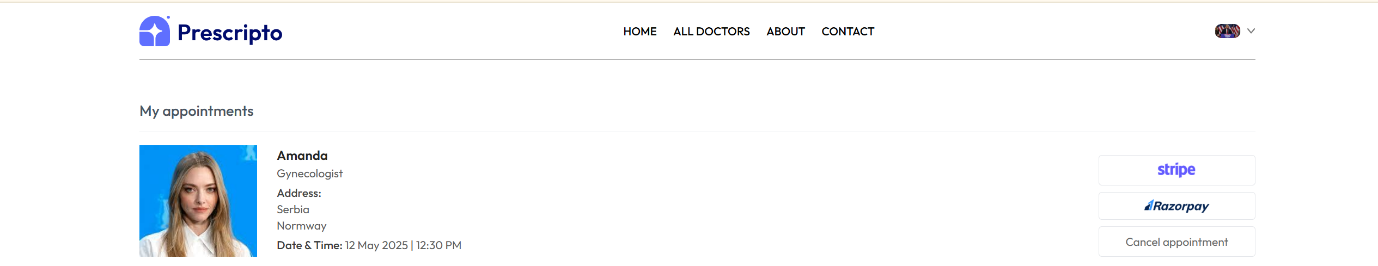 Prescripto
HOME ALL DOCTORS ABOUT CONTACT
My appointments
Amanda
Gynecologist
Address:
Serbia
Normway
Date & Time: 12 May 2025 | 12:30 PM
stripe
Razorpay
Cancel appointment